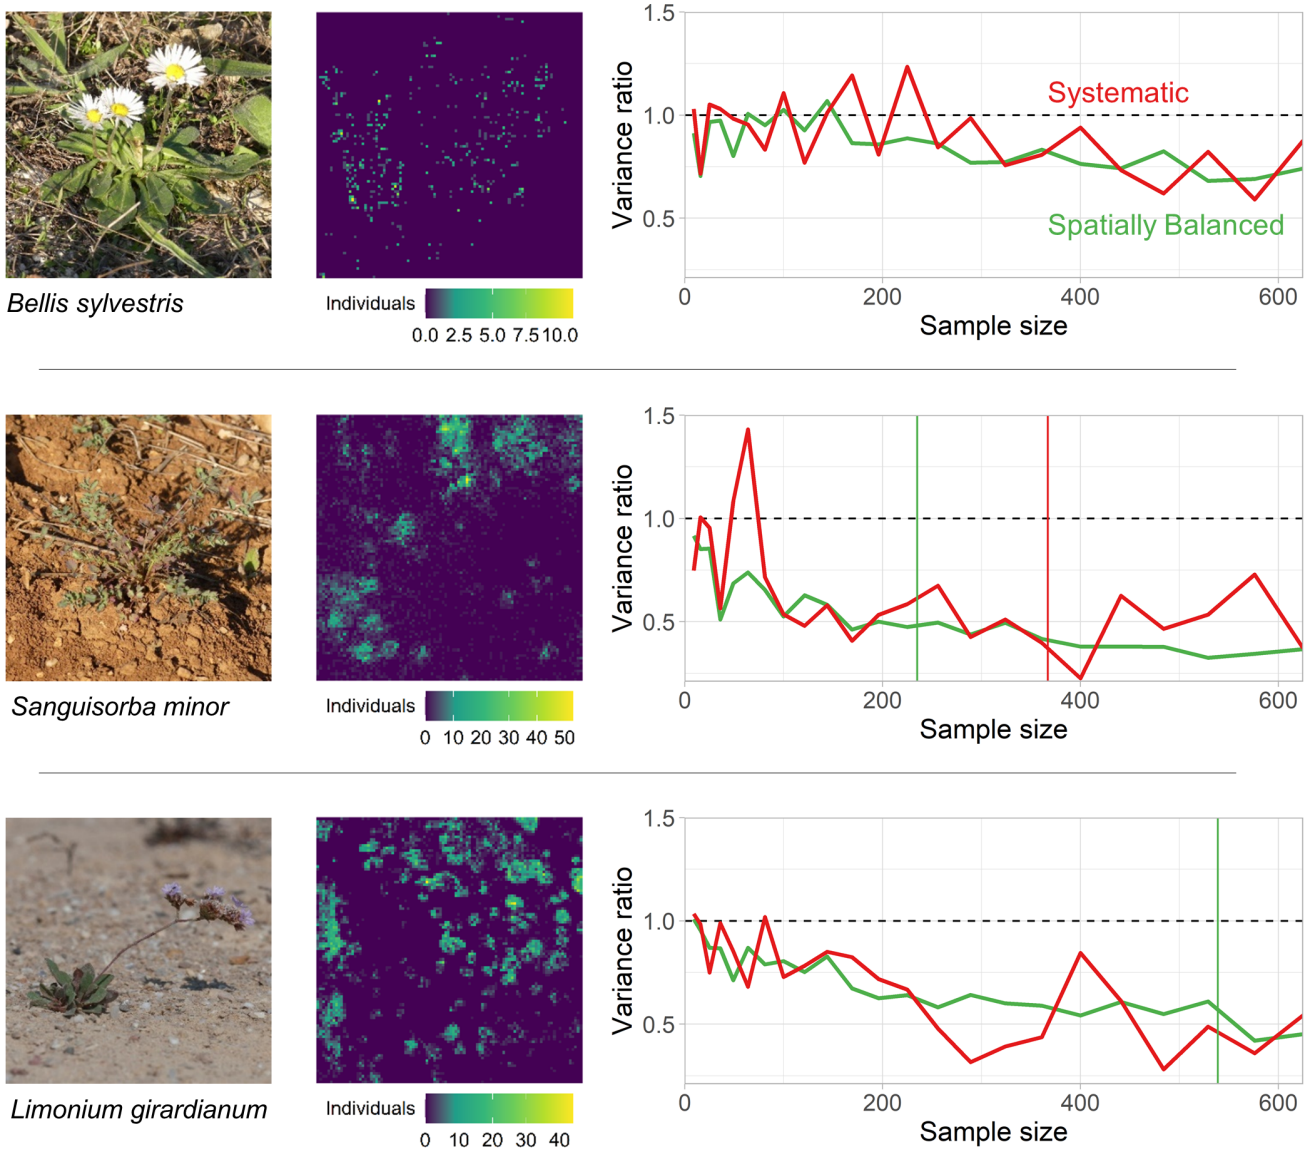 Bellis sylvestris
Individuals
0.0 2.5 5.0 7.5 10.0
Variance ratio
1.5
1.0
0.5
Systematic
Spatially Balanced
0 200 400 600
Sample size
Sanguisorba minor
Individuals
0 10 20 30 40 50
Variance ratio
1.5
1.0
0.5
0 200 400 600
Sample size
Limonium girardianum
Individuals
0 10 20 30 40
Variance ratio
1.5
1.0
0.5
0 200 400 600
Sample size